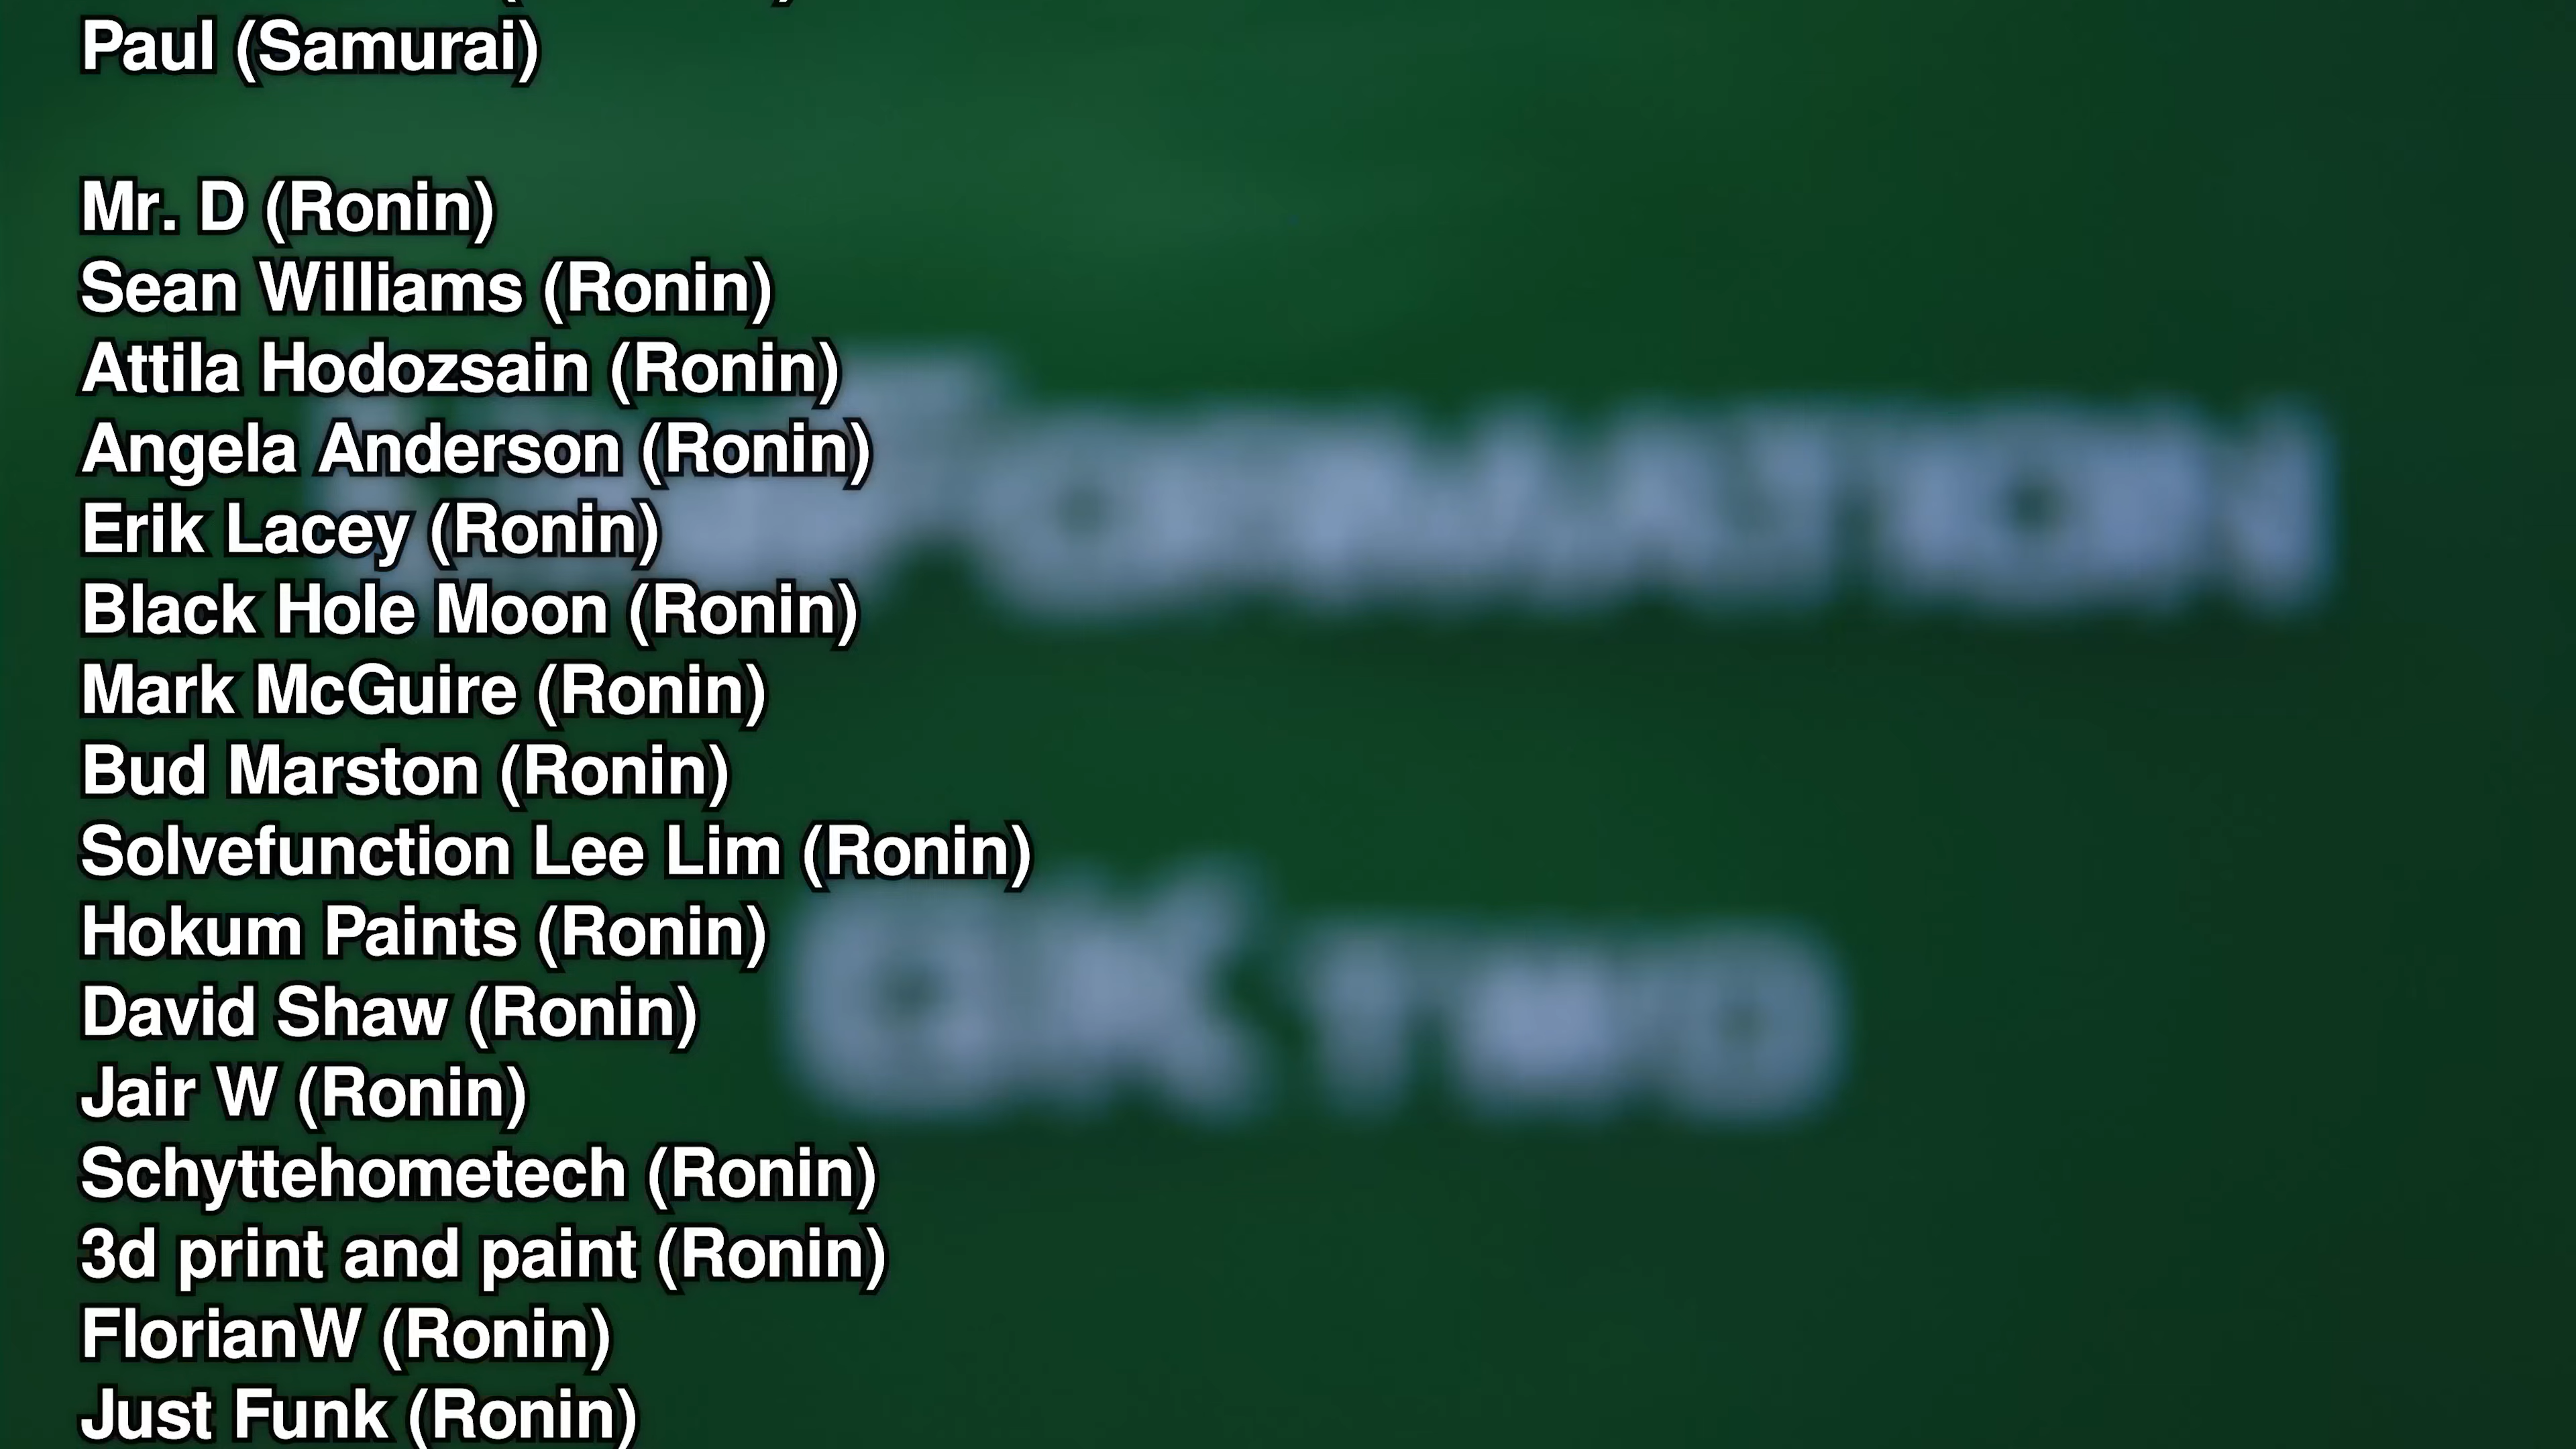 Paul (Samurai)
Mr. D (Ronin)
Sean Williams (Ronin)
Attila Hodozsain (Ronin)
Angela Anderson (Ronin)
Erik Lacey (Ronin)
Black Hole Moon (Ronin)
Mark McGuire (Ronin)
Bud Marston (Ronin)
Solvefunction Lee Lim (Ronin)
Hokum Paints (Ronin)
David Shaw (Ronin)
Jair W (Ronin)
Schyttehometech (Ronin)
3d print and paint (Ronin)
FlorianW (Ronin)
Just Funk (Ronin)